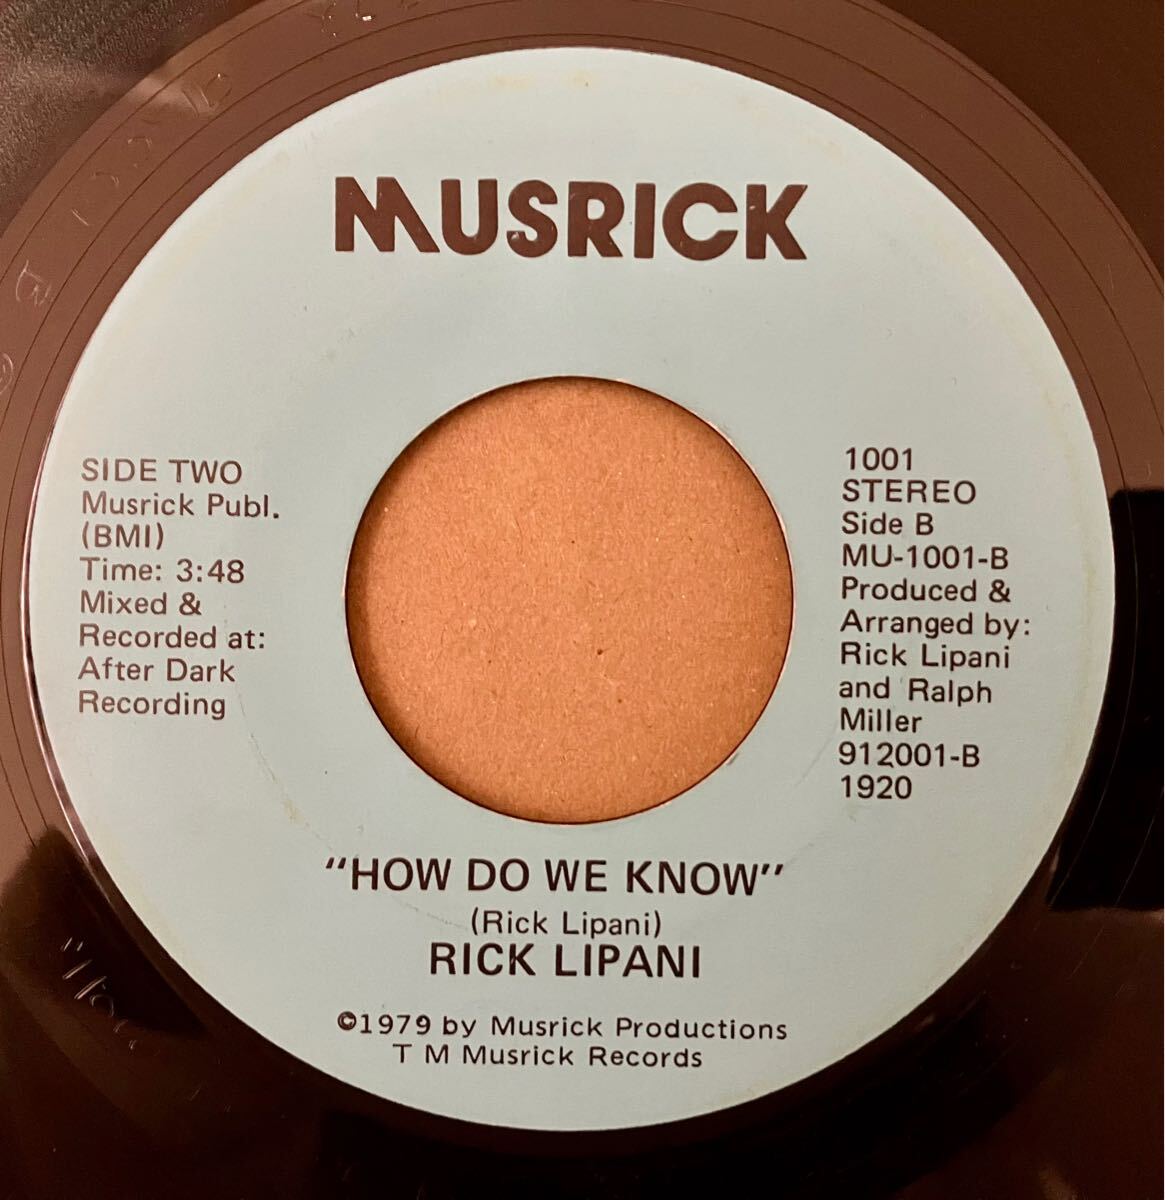 MUSRICK
SIDE TWO
Musrick Publ.
(BMI)
Time: 3:48
Mixed &
Recorded at:
After Dark
Recording
1001
STEREO
Side B
MU-1001-B
Produced &
Arranged by:
Rick Lipani
and Ralph
Miller
912001-B
1920
"HOW DO WE KNOW"
(Rick Lipani)
RICK LIPANI
©1979 by Musrick Productions
T M Musrick Records